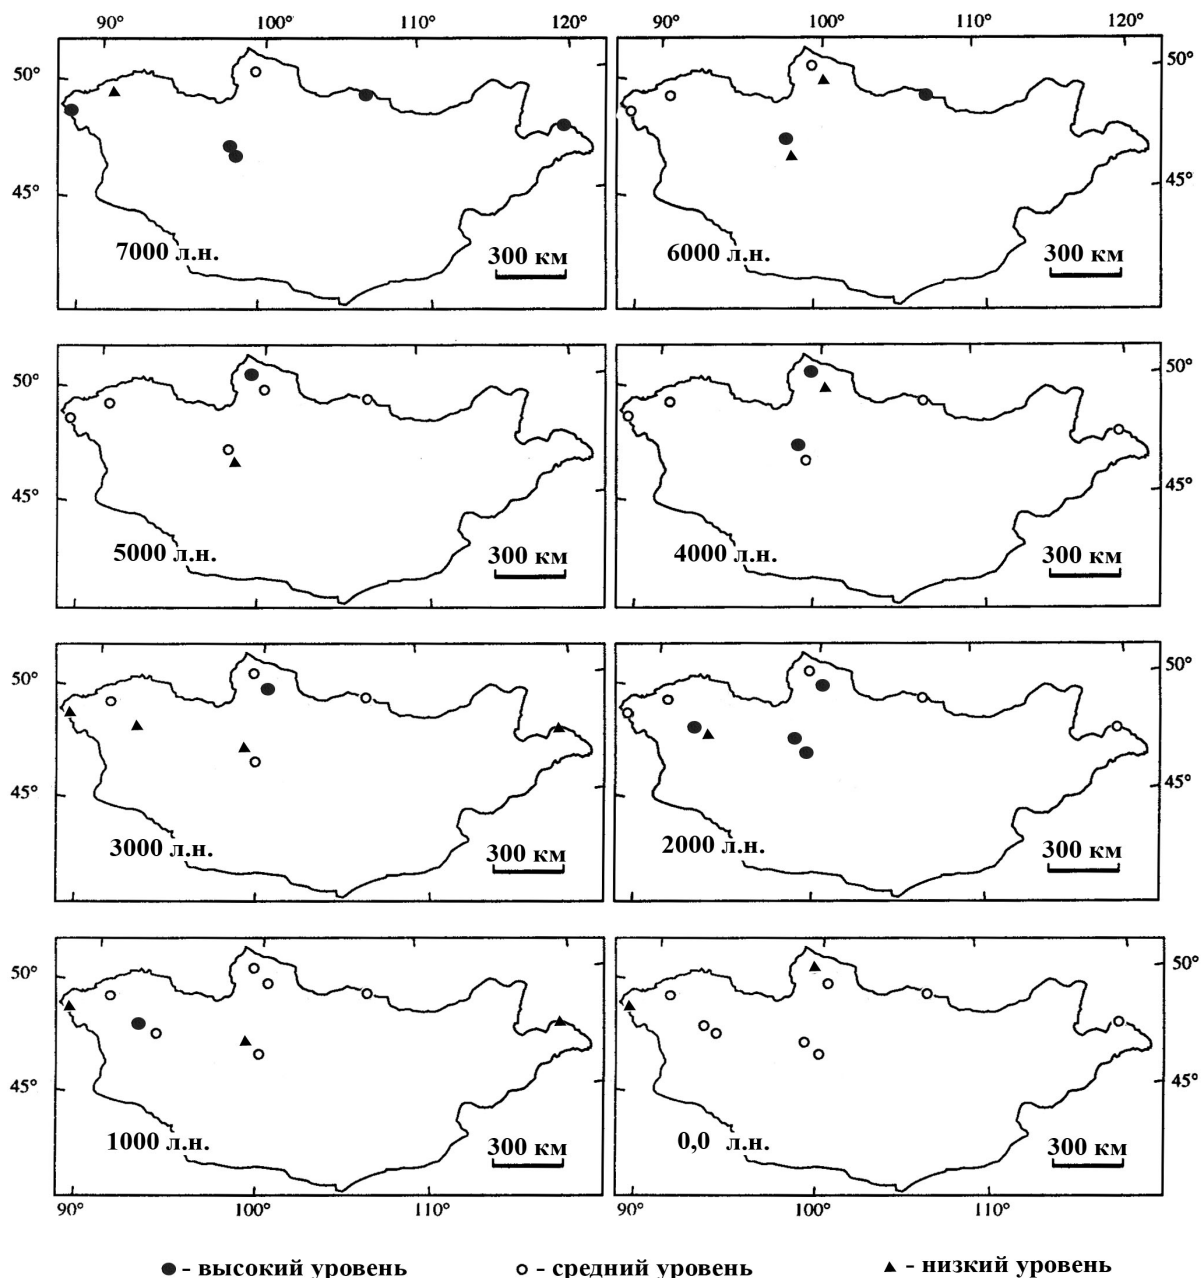 90° 100° 110° 120° 90° 100° 110° 120°
50° 50°
45° 45°
7000 л.н. 300 км 6000 л.н. 300 км
50° 50°
45° 45°
5000 л.н. 300 км 4000 л.н. 300 км
50° 50°
45° 45°
3000 л.н. 300 км 2000 л.н. 300 км
50° 50°
45° 45°
1000 л.н. 300 км 0,0 л.н. 300 км
90° 100° 110° 90° 100° 110°
- высокий уровень - средний уровень - низкий уровень